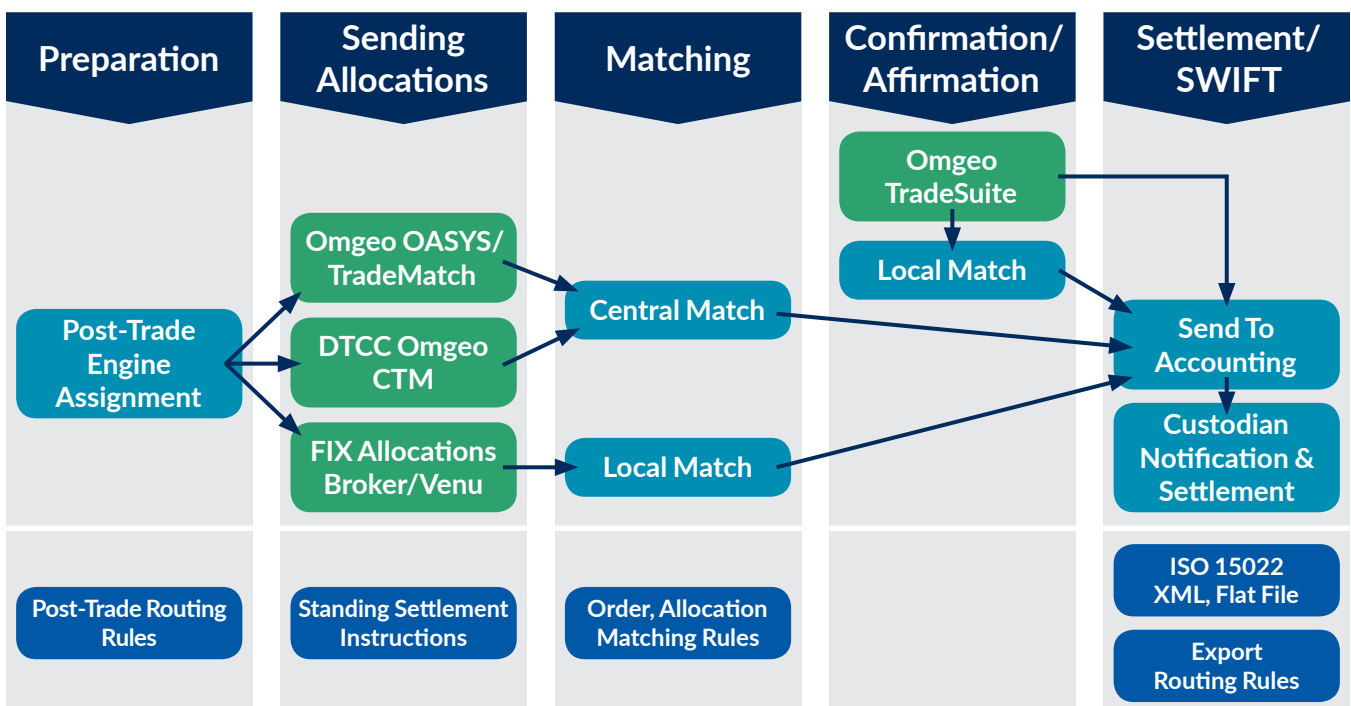 Preparation
Sending
Allocations
Matching
Confirmation/
Affirmation
Settlement/
SWIFT
Post-Trade
Engine
Assignment
Omgeo OASYS/
TradeMatch
DTCC Omgeo
CTM
FIX Allocations
Broker/Venu
Central Match
Local Match
Omgeo
TradeSuite
Local Match
Send To
Accounting
Custodian
Notification &
Settlement
Post-Trade Routing
Rules
Standing Settlement
Instructions
Order, Allocation
Matching Rules
ISO 15022
XML, Flat File
Export
Routing Rules